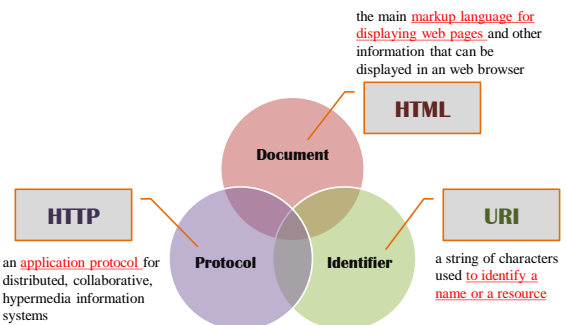 the main markup language for
displaying web pages and other
information that can be
displayed in an web browser
HTML
Document
HTTP
an application protocol for
distributed, collaborative,
hypermedia information
systems
Protocol
Identifier
URI
a string of characters
used to identify a
name or a resource